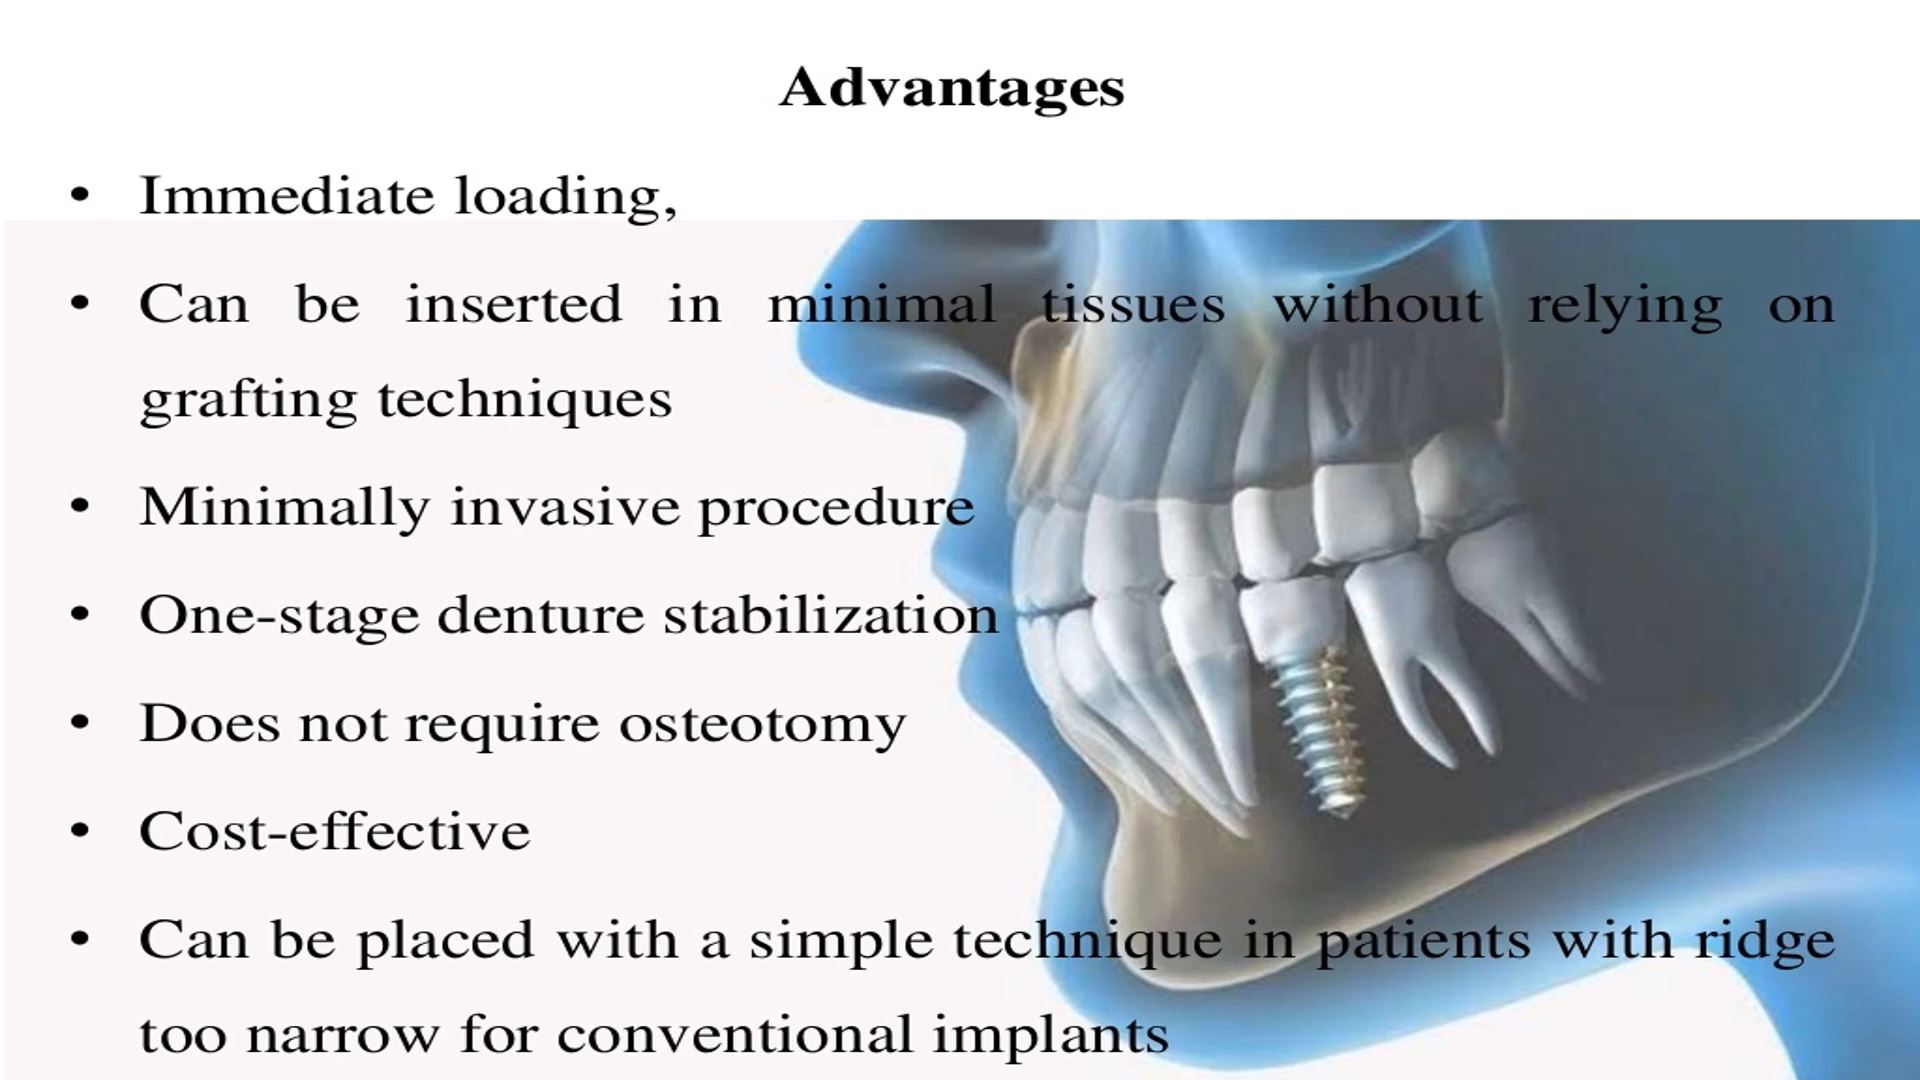 Advantages
• Immediate loading,
• Can be inserted in minimal tissues without relying on
grafting techniques
• Minimally invasive procedure
• One-stage denture stabilization
• Does not require osteotomy
• Cost-effective
• Can be placed with a simple technique in patients with ridge
too narrow for conventional implants